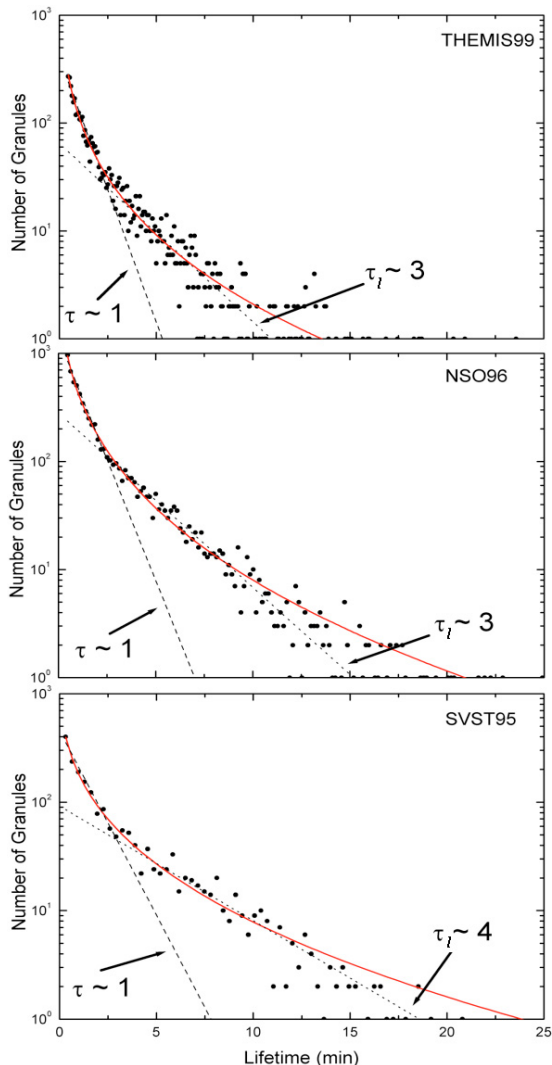 10³
THEMIS99
10²
Number of Granules
10¹
τ ~ 1
τₗ ~ 3
10⁰
10³
NSO96
10²
Number of Granules
10¹
τ ~ 1
τₗ ~ 3
10⁰
10³
SVST95
10²
Number of Granules
10¹
τ ~ 1
τₗ ~ 4
10⁰
0 5 10 15 20 25
Lifetime (min)